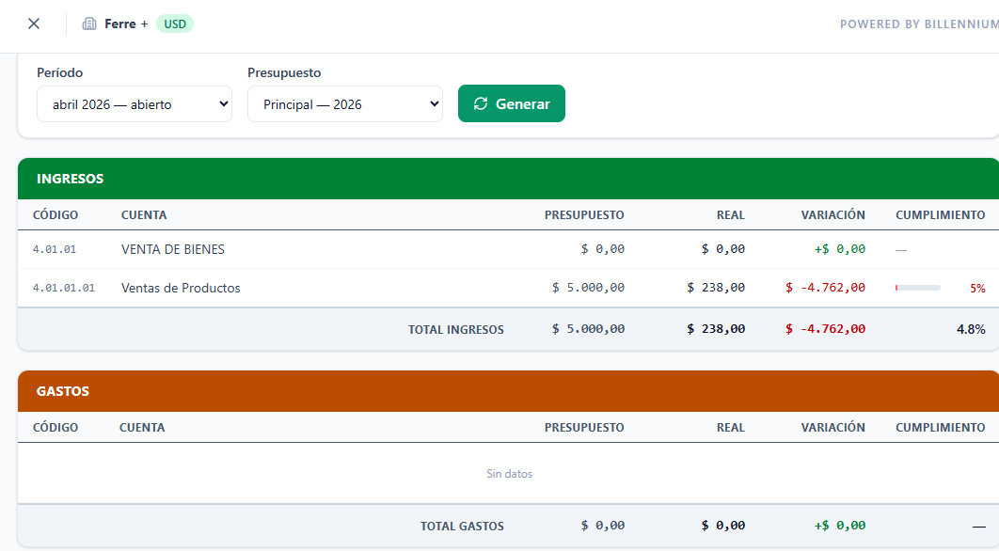 Ferre + USD POWERED BY BILLENNIUM
Período Presupuesto
abril 2026 — abierto Principal — 2026 Generar
INGRESOS
CÓDIGO CUENTA PRESUPUESTO REAL VARIACIÓN CUMPLIMIENTO
4.01.01 VENTA DE BIENES $ 0,00 $ 0,00 +$ 0,00 —
4.01.01.01 Ventas de Productos $ 5.000,00 $ 238,00 $ -4.762,00 5%
TOTAL INGRESOS $ 5.000,00 $ 238,00 $ -4.762,00 4.8%
GASTOS
CÓDIGO CUENTA PRESUPUESTO REAL VARIACIÓN CUMPLIMIENTO
Sin datos
TOTAL GASTOS $ 0,00 $ 0,00 +$ 0,00 —